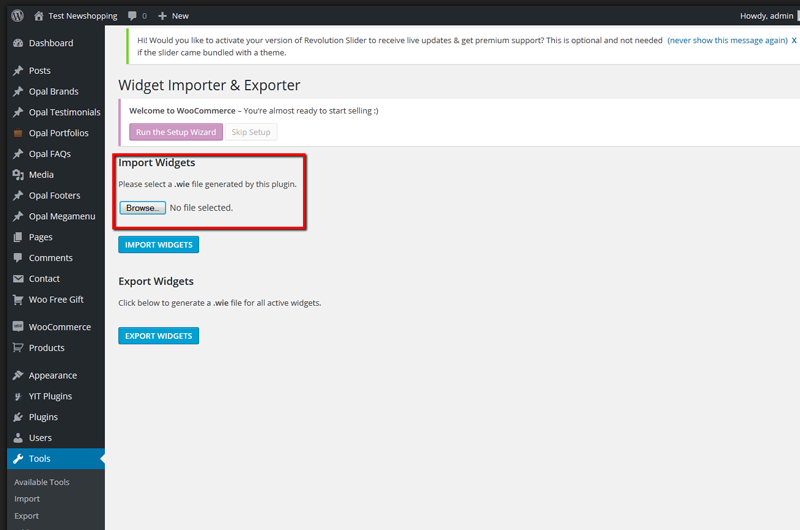 Test Newshopping 0 New Howdy, admin
Hi! Would you like to activate your version of Revolution Slider to receive live updates & get premium support? This is optional and not needed (never show this message again) X
if the slider came bundled with a theme.
Widget Importer & Exporter
Welcome to WooCommerce – You're almost ready to start selling :)
Run the Setup Wizard Skip Setup
Import Widgets
Please select a .wie file generated by this plugin.
Browse... No file selected.
IMPORT WIDGETS
Export Widgets
Click below to generate a .wie file for all active widgets.
EXPORT WIDGETS
Dashboard
Posts
Opal Brands
Opal Testimonials
Opal Portfolios
Opal FAQs
Media
Opal Footers
Opal Megamenu
Pages
Comments
Contact
Woo Free Gift
WooCommerce
Products
Appearance
YIT Plugins
Plugins
Users
Tools
Available Tools
Import
Export